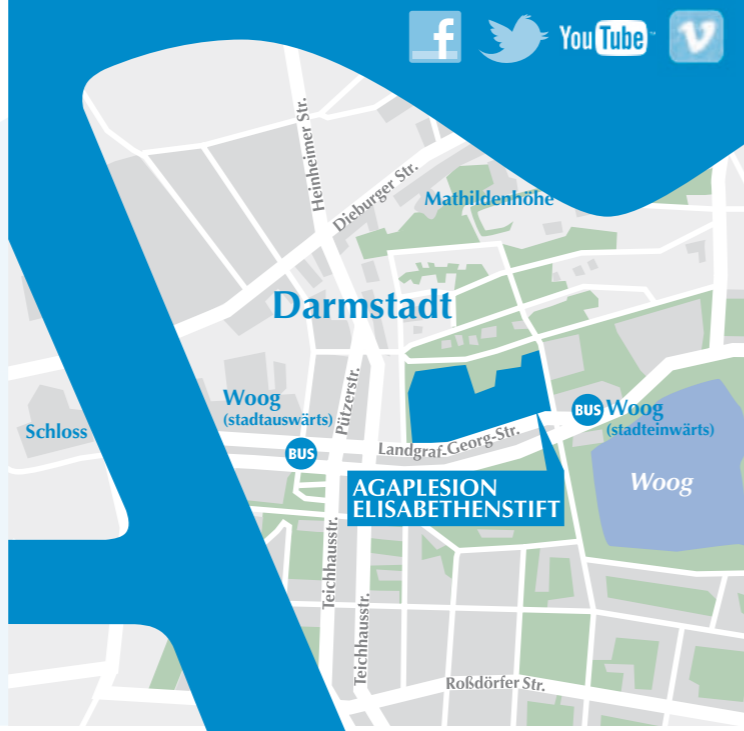 f
You Tube
V
Heinheimer Str.
Dieburger Str.
Mathildenhöhe
Darmstadt
Woog
(stadtauswärts)
Pützerstr.
BUS
Woog
(stadteinwärts)
Schloss
BUS
Landgraf-Georg-Str.
AGAPLESION
ELISABETHENSTIFT
Woog
Teichhausstr.
Teichhausstr.
Roßdörfer Str.